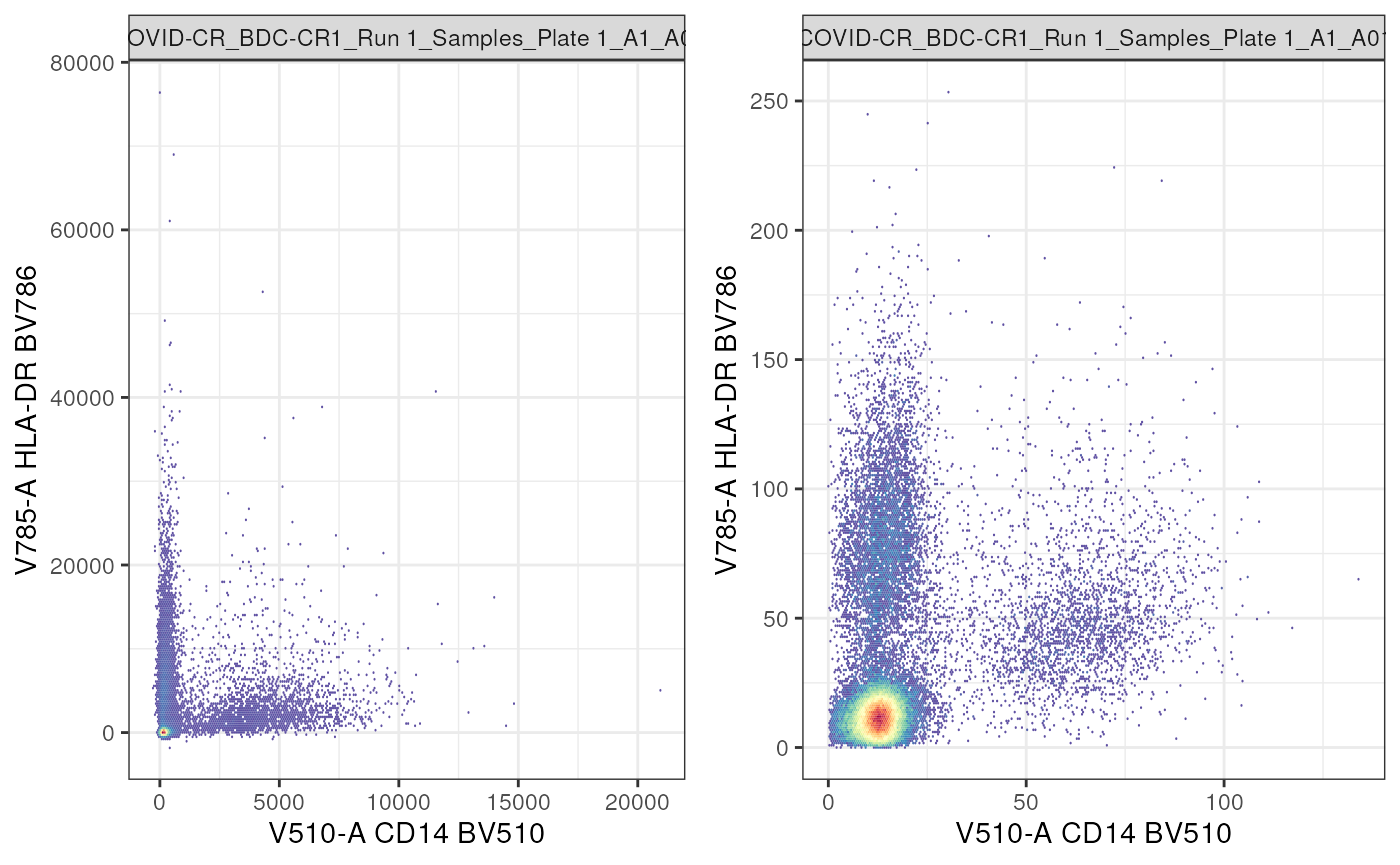 OVID-CR_BDC-CR1_Run 1_Samples_Plate 1_A1_A0
V785-A HLA-DR BV786
80000
60000
40000
20000
0
0 5000 10000 15000 20000
V510-A CD14 BV510
COVID-CR_BDC-CR1_Run 1_Samples_Plate 1_A1_A01
V785-A HLA-DR BV786
250
200
150
100
50
0
0 50 100
V510-A CD14 BV510